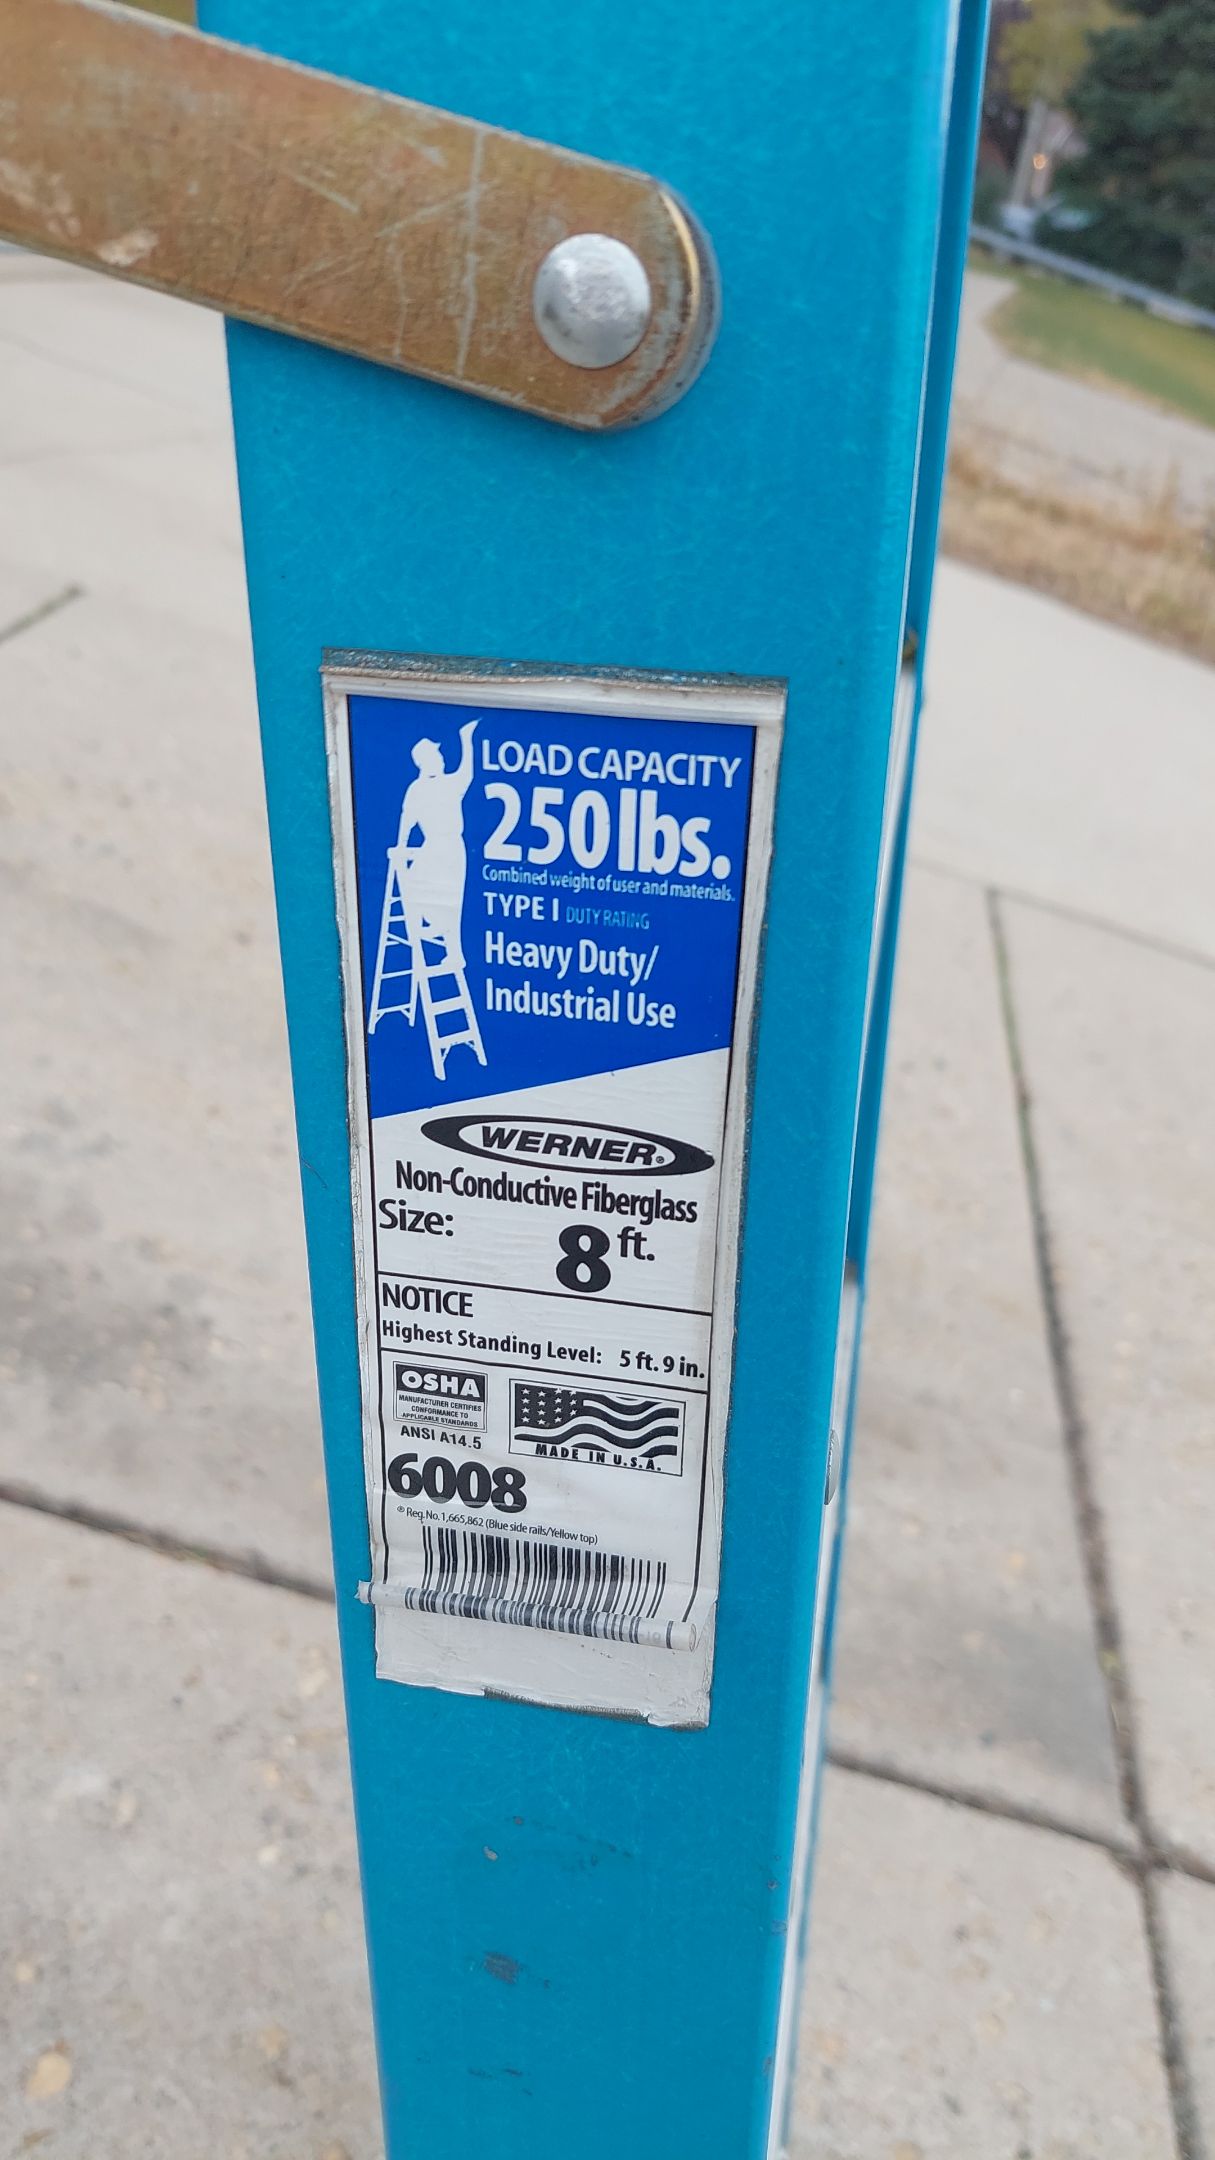 LOAD CAPACITY
250 lbs.
Combined weight of user and materials.
TYPE I DUTY RATING
Heavy Duty/
Industrial Use
WERNER®
Non-Conductive Fiberglass
Size: 8 ft.
NOTICE
Highest Standing Level: 5 ft. 9 in.
OSHA
MANUFACTURER CERTIFIES
CONFORMANCE TO
APPLICABLE STANDARDS
ANSI A14.5
MADE IN U.S.A.
6008
® Reg. No. 1,665,862 (Blue side rails/Yellow top)